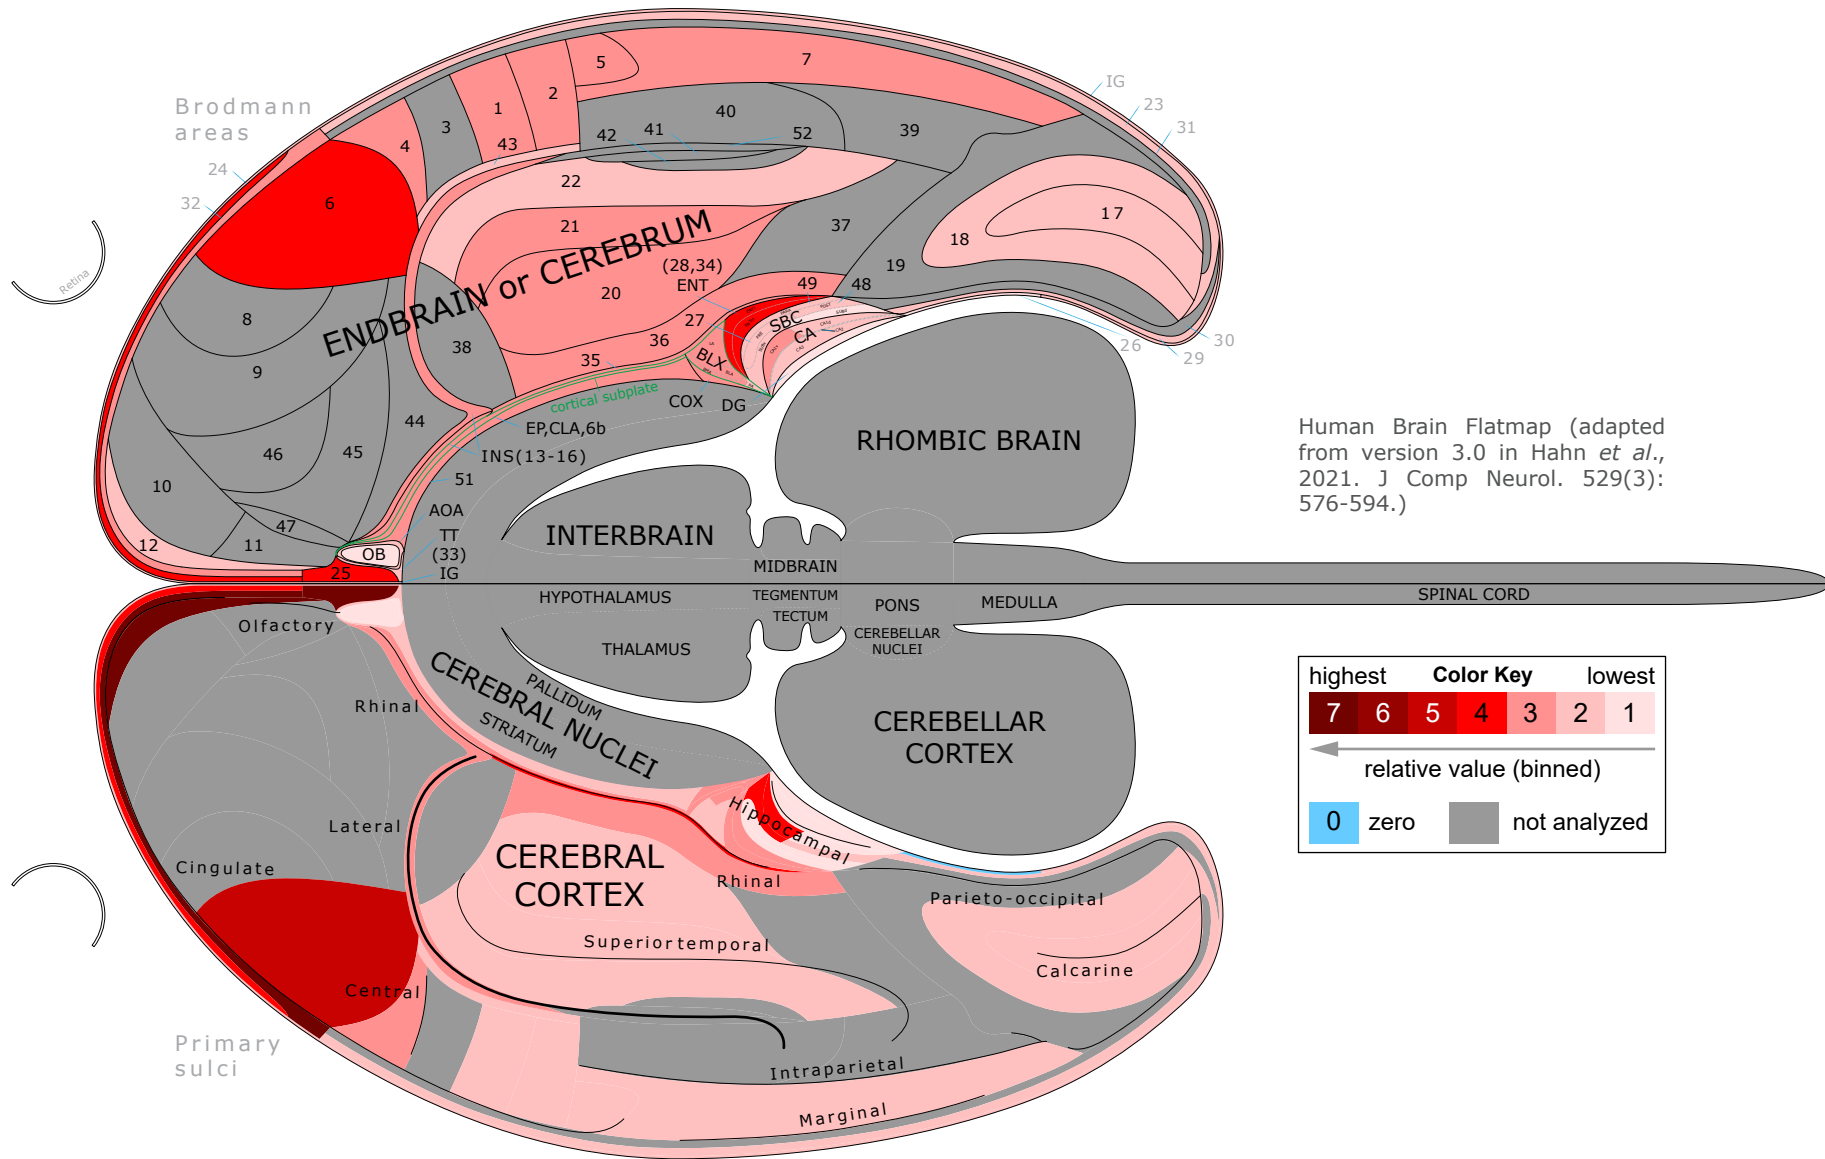 Brodmann
areas
5
7
2
1
3
4
43
42
41
40
52
39
IG
23
31
24
32
6
22
21
17
18
37
19
Retina
ENDBRAIN or CEREBRUM
(28,34)
ENT
20
49
48
27
SBC
CA
8
38
36
35
BLX
26
29
30
9
cortical subplate
COX
DG
44
EP,CLA,6b
INS(13-16)
46
45
51
10
47
AOA
12
11
OB
TT
(33)
25
IG
RHOMBIC BRAIN
INTERBRAIN
MIDBRAIN
HYPOTHALAMUS
TEGMENTUM
TECTUM
PONS
MEDULLA
SPINAL CORD
CEREBELLAR
NUCLEI
THALAMUS
Human Brain Flatmap (adapted
from version 3.0 in Hahn et al.,
2021. J Comp Neurol. 529(3):
576-594.)
Olfactory
Rhinal
CEREBRAL NUCLEI
PALLIDUM
STRIATUM
CEREBELLAR
CORTEX
highest Color Key lowest
7 6 5 4 3 2 1
relative value (binned)
0 zero not analyzed
Lateral
Hippocampal
Cingulate
CEREBRAL
CORTEX
Rhinal
Parieto-occipital
Superior temporal
Calcarine
Central
Primary
sulci
Intraparietal
Marginal